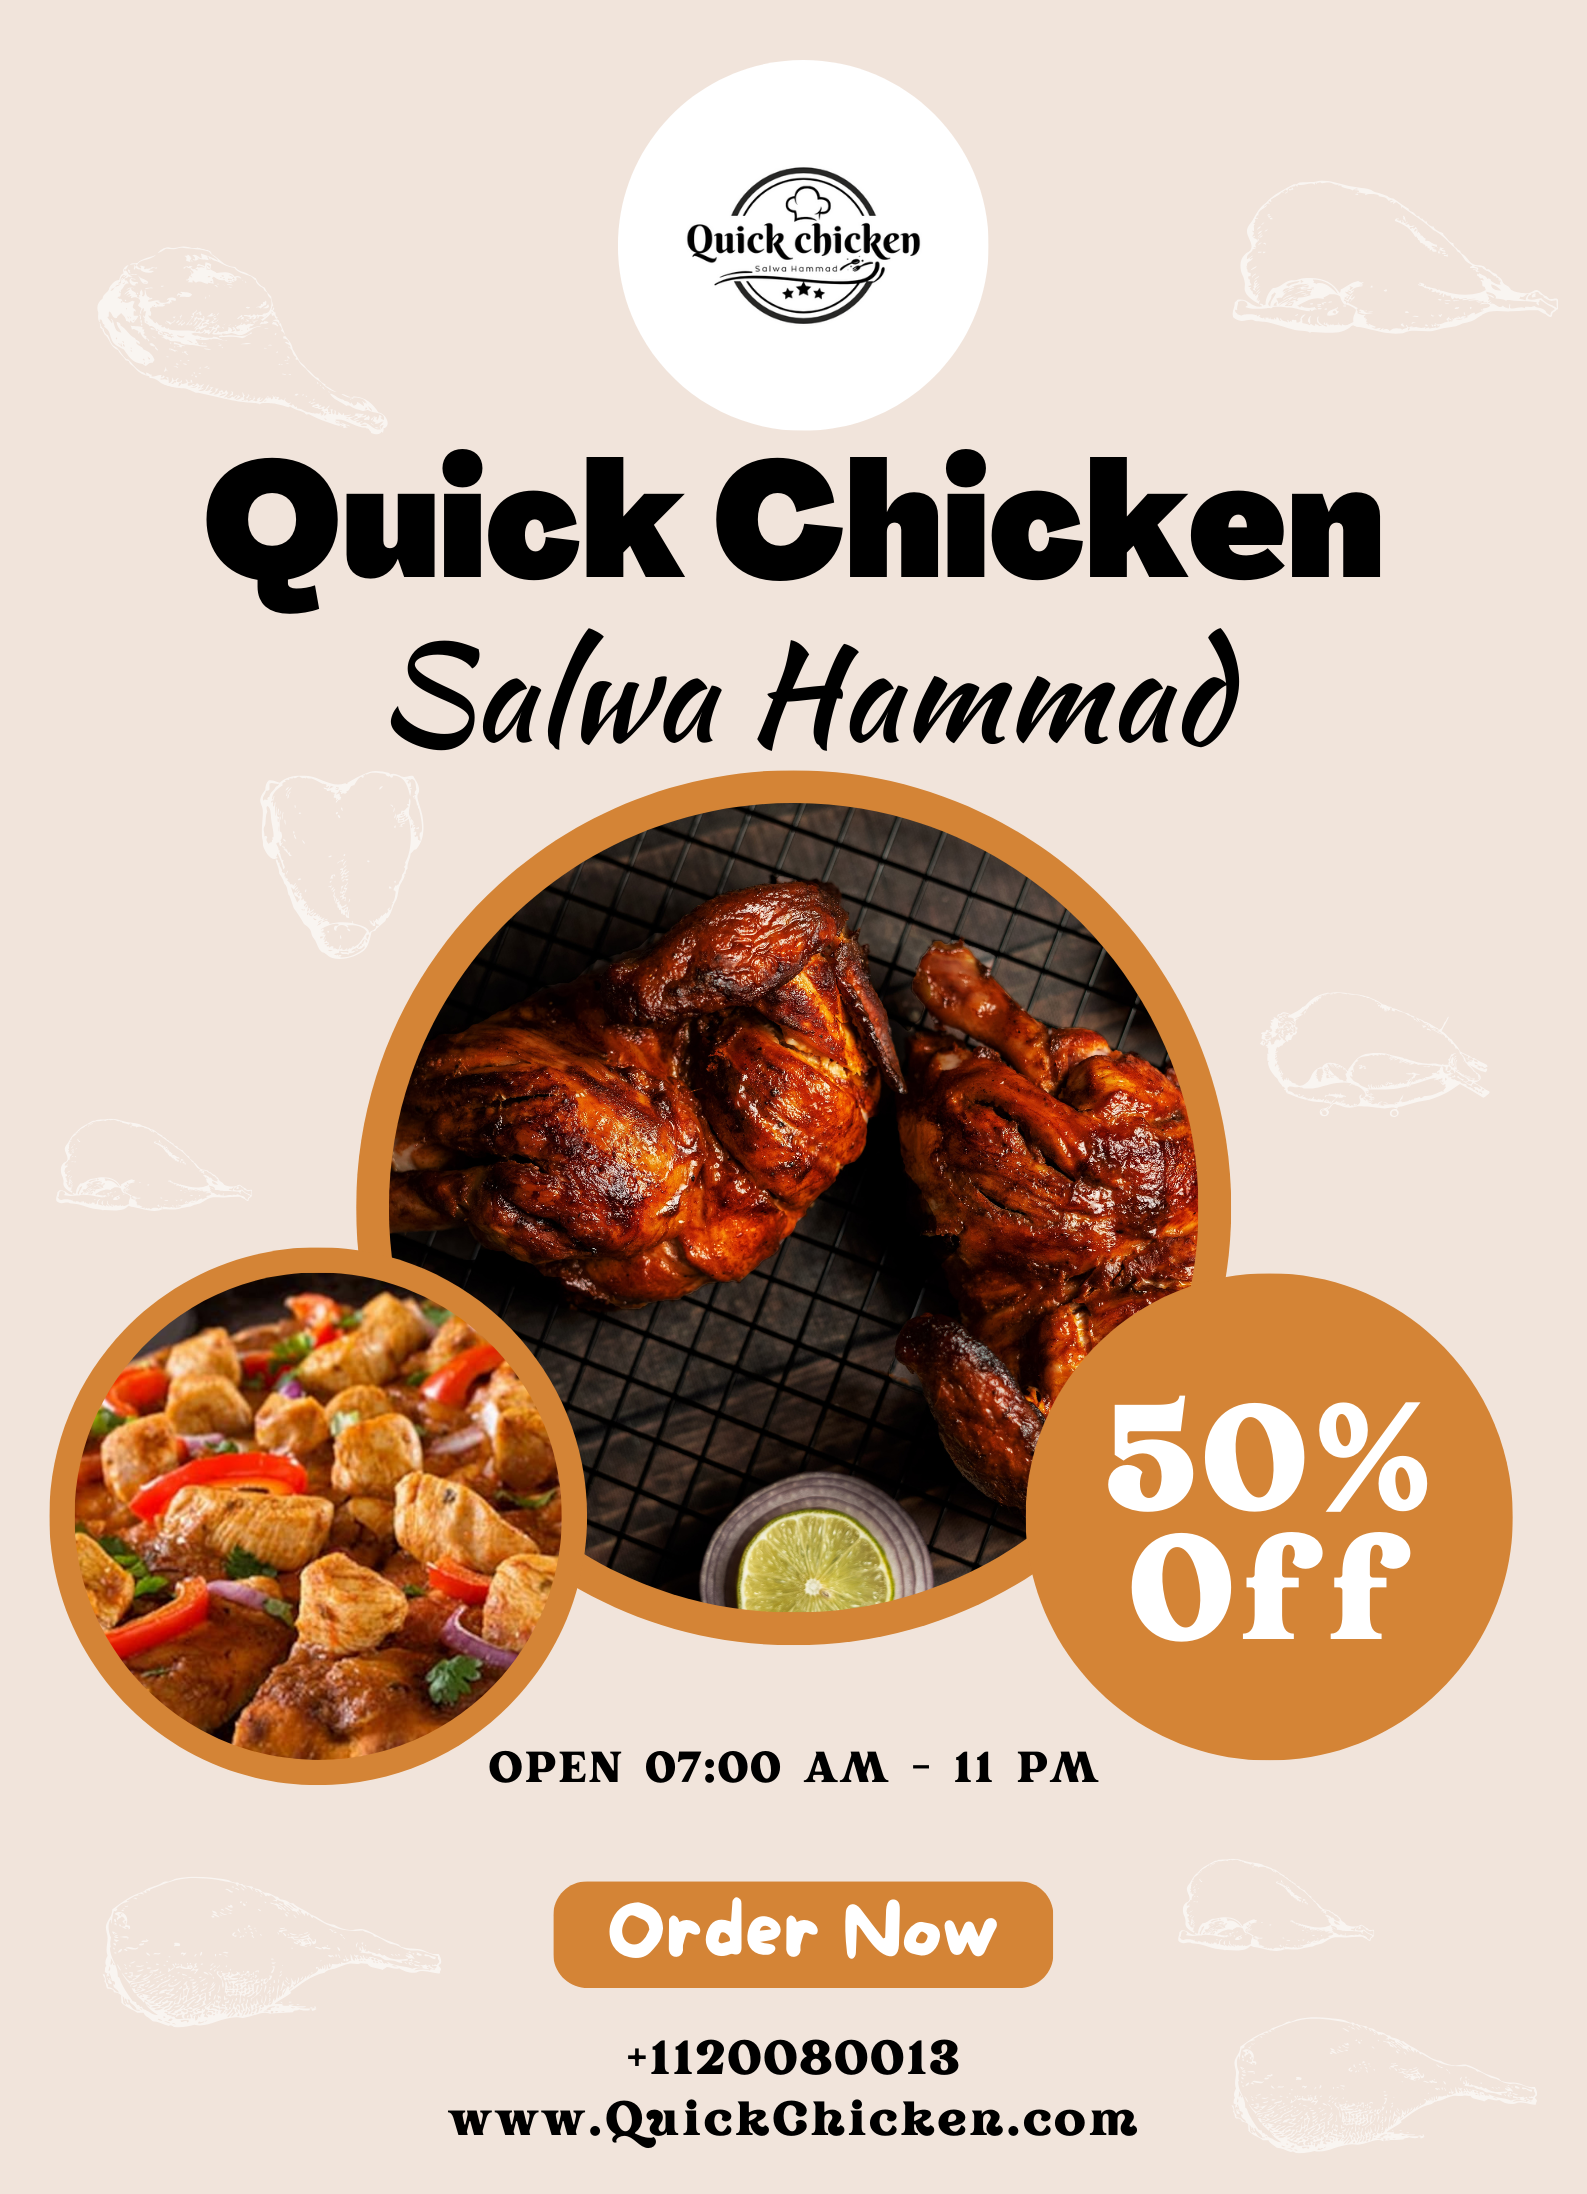 Quick chicken
Salwa Hammad
Quick Chicken
Salwa Hammad
50%
Off
OPEN 07:00 AM - 11 PM
Order Now
+1120080013
www.QuickChicken.com